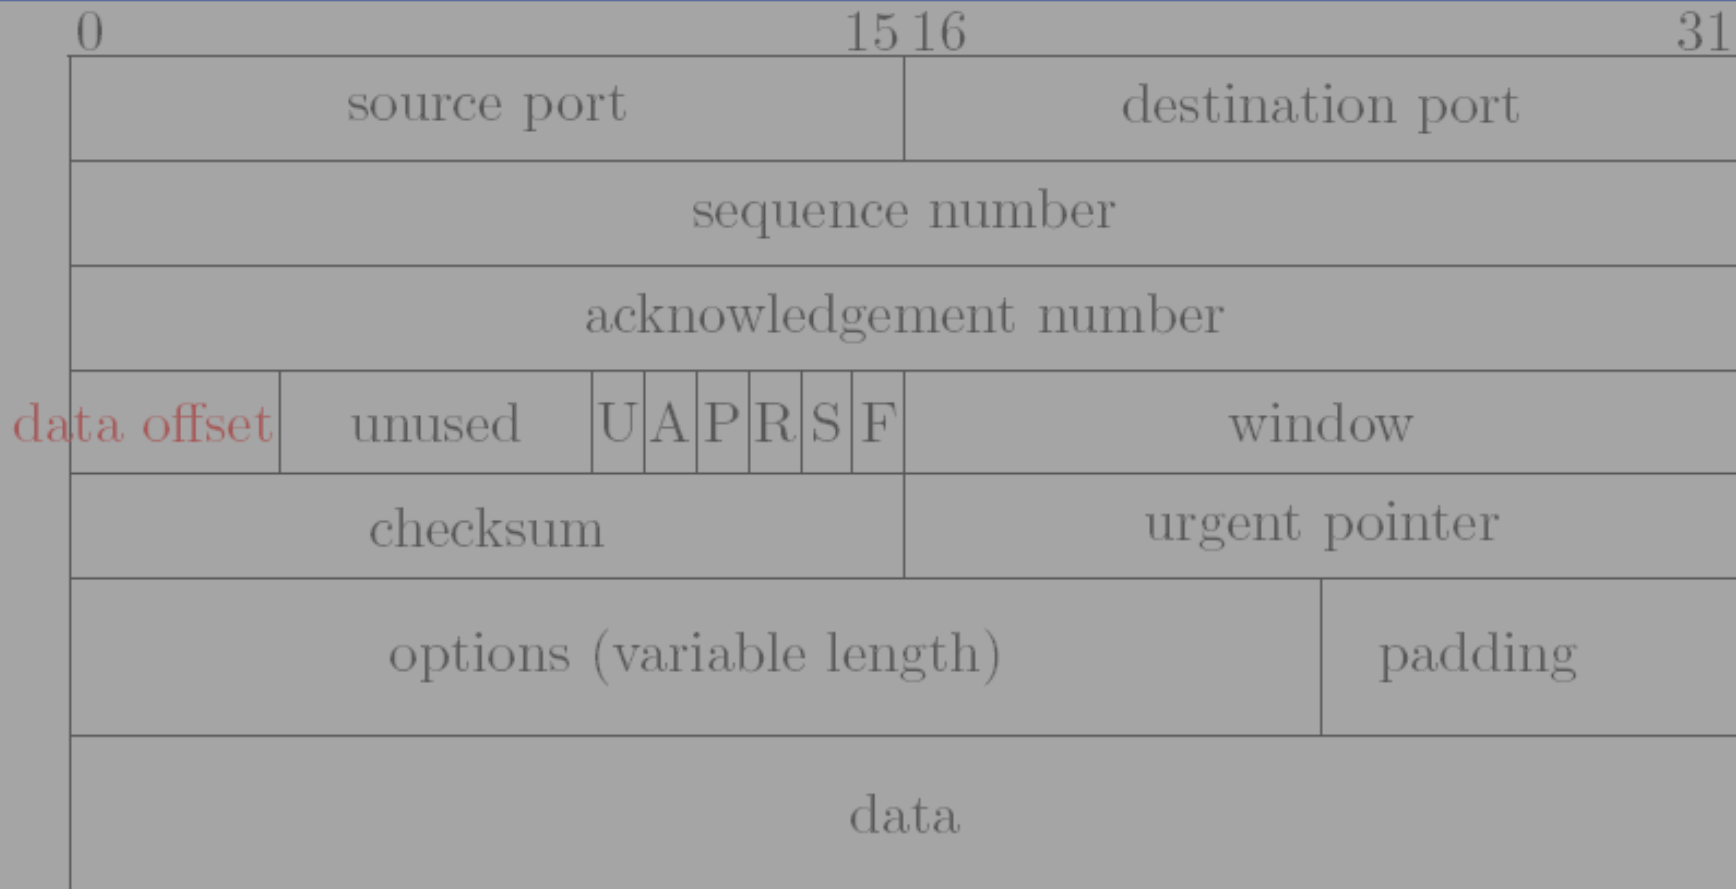 0 15 16 31
source port destination port
sequence number
acknowledgement number
data offset unused U A P R S F window
checksum urgent pointer
options (variable length) padding
data